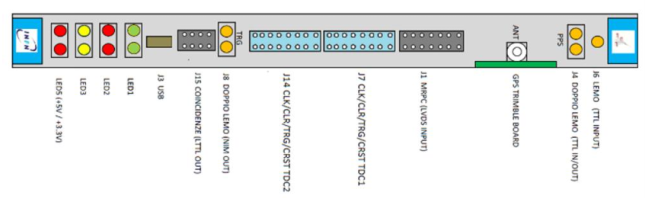 INFN
TRG
ANT
PPS
LEDS (+5V / +3.3V)
LED3
LED2
LED1
J3 USB
J15 COINCIDENZE (LTTL OUT)
J8 DOPPIO LEMO (NIM OUT)
J14 CLK/CLR/TRG/CRST TDC2
J7 CLK/CLR/TRG/CRST TDC1
J1 MRPC (LVDS INPUT)
GPS TRIMBLE BOARD
J4 DOPPIO LEMO (TTL IN/OUT)
J6 LEMO (TTL INPUT)